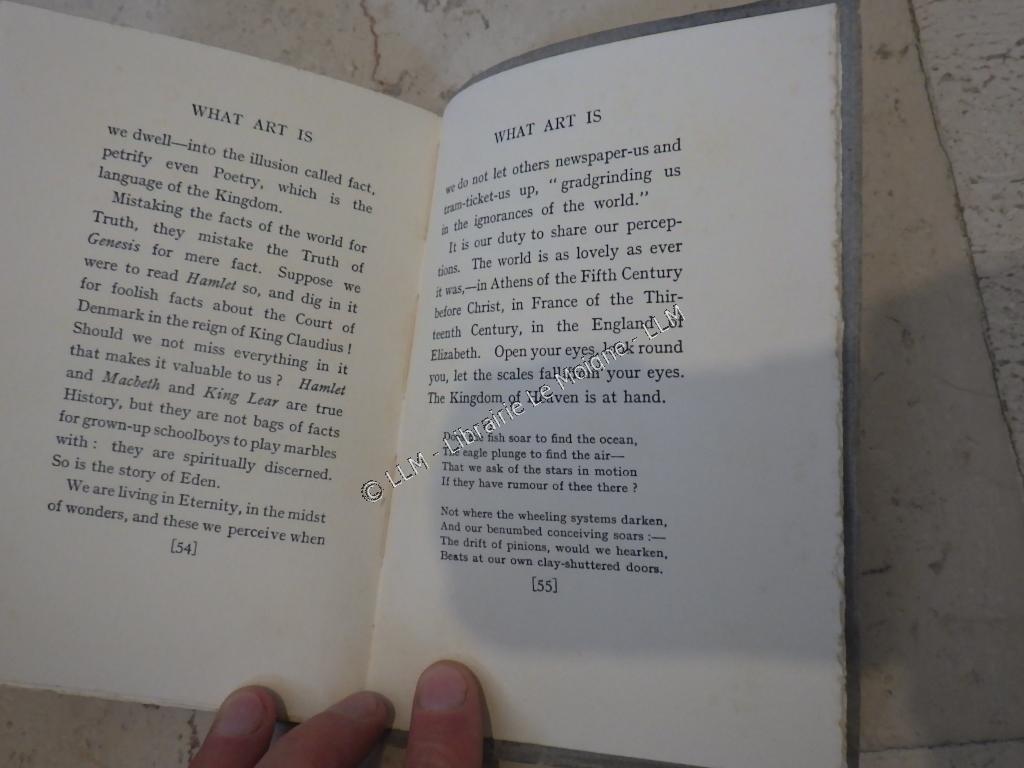 WHAT ART IS
we dwell—into the illusion called fact,
petrify even Poetry, which is the
language of the Kingdom.
Mistaking the facts of the world for
Truth, they mistake the Truth of
Genesis for mere fact. Suppose we
were to read Hamlet so, and dig in it
for foolish facts about the Court of
Denmark in the reign of King Claudius!
Should we not miss everything in it
that makes it valuable to us? Hamlet
and Macbeth and King Lear are true
History, but they are not bags of facts
for grown-up schoolboys to play marbles
with: they are spiritually discerned.
So is the story of Eden.
We are living in Eternity, in the midst
of wonders, and these we perceive when
[54]
WHAT ART IS
we do not let others newspaper-us and
tram-ticket-us up, "gradgrinding us
in the ignorances of the world."
It is our duty to share our percep-
tions. The world is as lovely as ever
it was,—in Athens of the Fifth Century
before Christ, in France of the Thir-
teenth Century, in the England of
Elizabeth. Open your eyes, look round
you, let the scales fall from your eyes.
The Kingdom of Heaven is at hand.
fish soar to find the ocean,
The eagle plunge to find the air—
That we ask of the stars in motion
If they have rumour of thee there?
Not where the wheeling systems darken,
And our benumbed conceiving soars:—
The drift of pinions, would we hearken,
Beats at our own clay-shuttered doors.
[55]
© LLM - Librairie Le Moigne - LLM